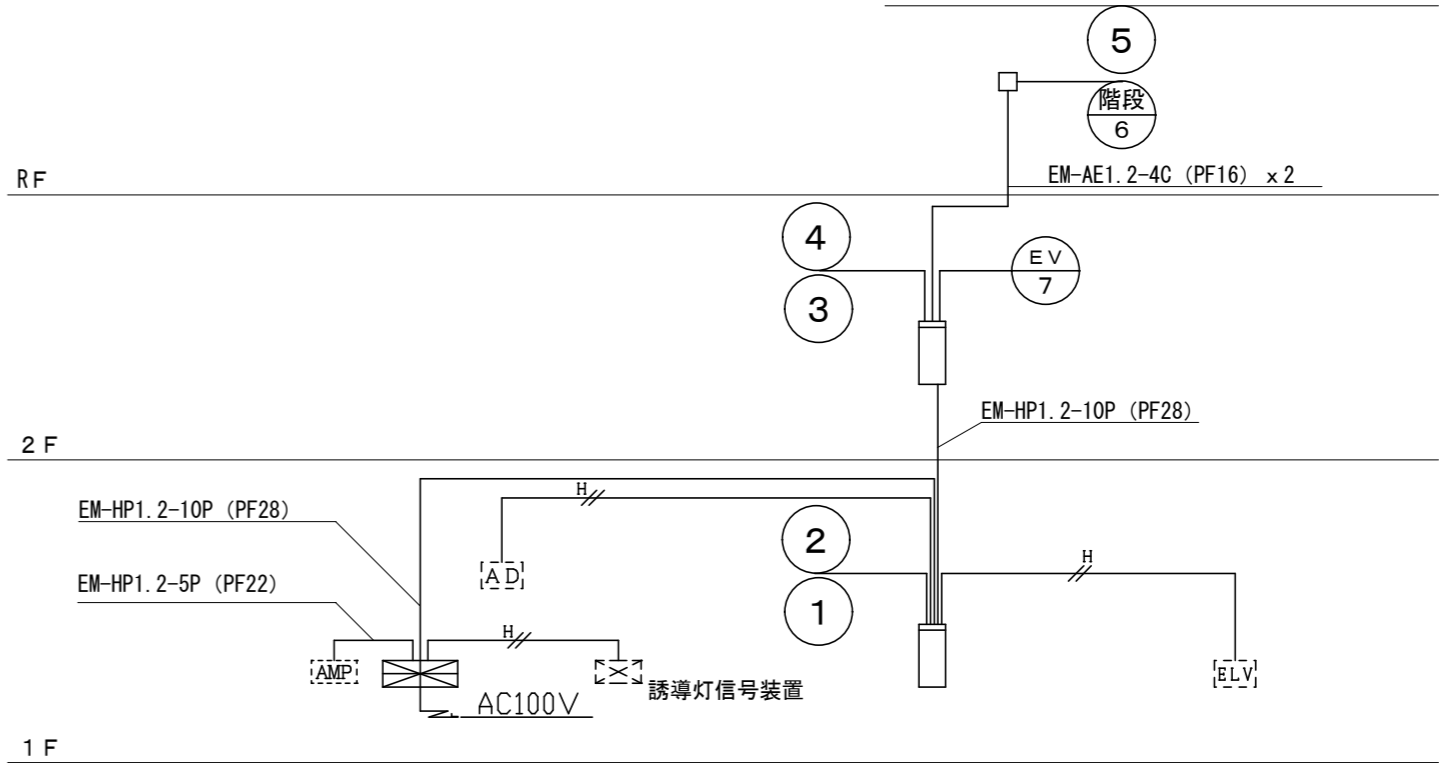 5
階段
6
RF
EM-AE1.2-4C (PF16) x2
4
EV
7
3
EM-HP1.2-10P (PF28)
2F
H
EM-HP1.2-10P (PF28)
2
H
AD
EM-HP1.2-5P (PF22)
1
H
AMP
誘導灯信号装置
ELV
AC100V
1F